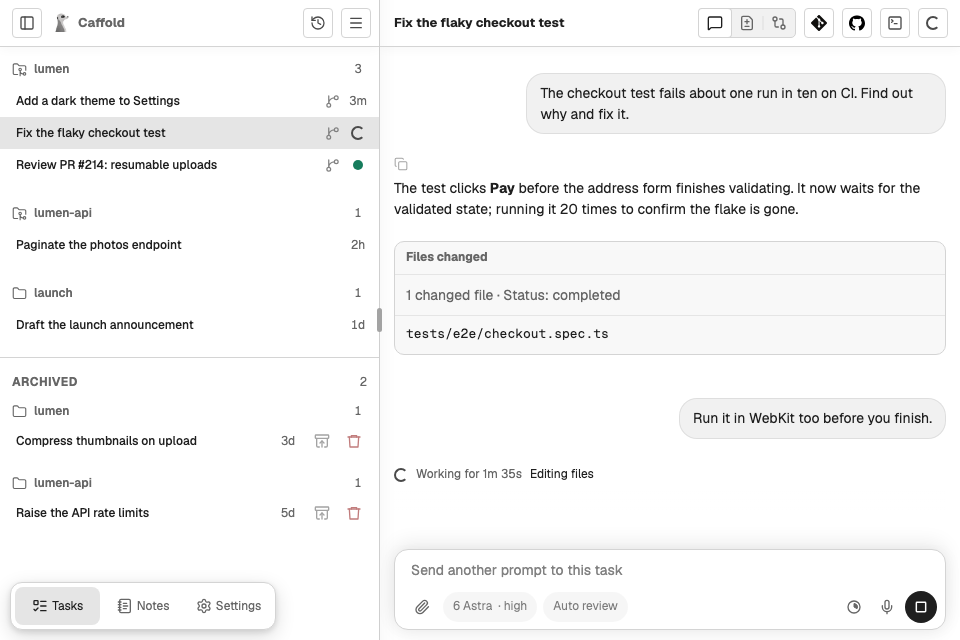 Caffold
lumen 3
Add a dark theme to Settings 3m
Fix the flaky checkout test
Review PR #214: resumable uploads
lumen-api 1
Paginate the photos endpoint 2h
launch 1
Draft the launch announcement 1d
ARCHIVED 2
lumen 1
Compress thumbnails on upload 3d
lumen-api 1
Raise the API rate limits 5d
Tasks Notes Settings
Fix the flaky checkout test
The checkout test fails about one run in ten on CI. Find out
why and fix it.
The test clicks Pay before the address form finishes validating. It now waits for the
validated state; running it 20 times to confirm the flake is gone.
Files changed
1 changed file · Status: completed
tests/e2e/checkout.spec.ts
Run it in WebKit too before you finish.
Working for 1m 35s Editing files
Send another prompt to this task
6 Astra · high Auto review